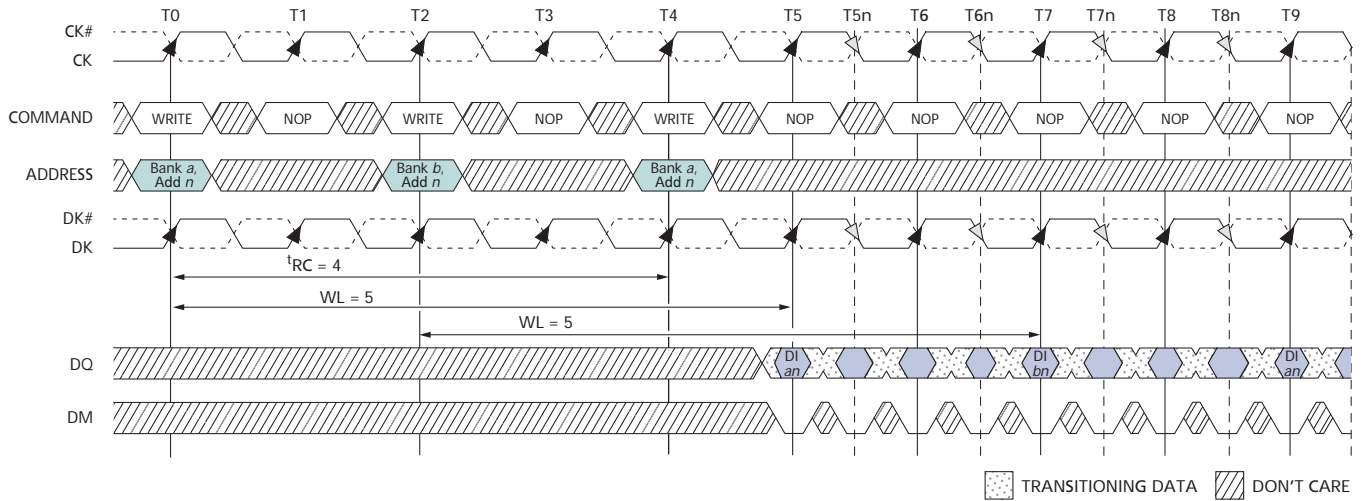 T0 T1 T2 T3 T4 T5 T5n T6 T6n T7 T7n T8 T8n T9
CK#
CK
COMMAND WRITE NOP WRITE NOP WRITE NOP NOP NOP NOP NOP
ADDRESS Bank a, Add n Bank b, Add n Bank a, Add n
DK#
DK
tRC = 4
WL = 5
WL = 5
DQ DI an DI bn DI an
DM
TRANSITIONING DATA DON'T CARE